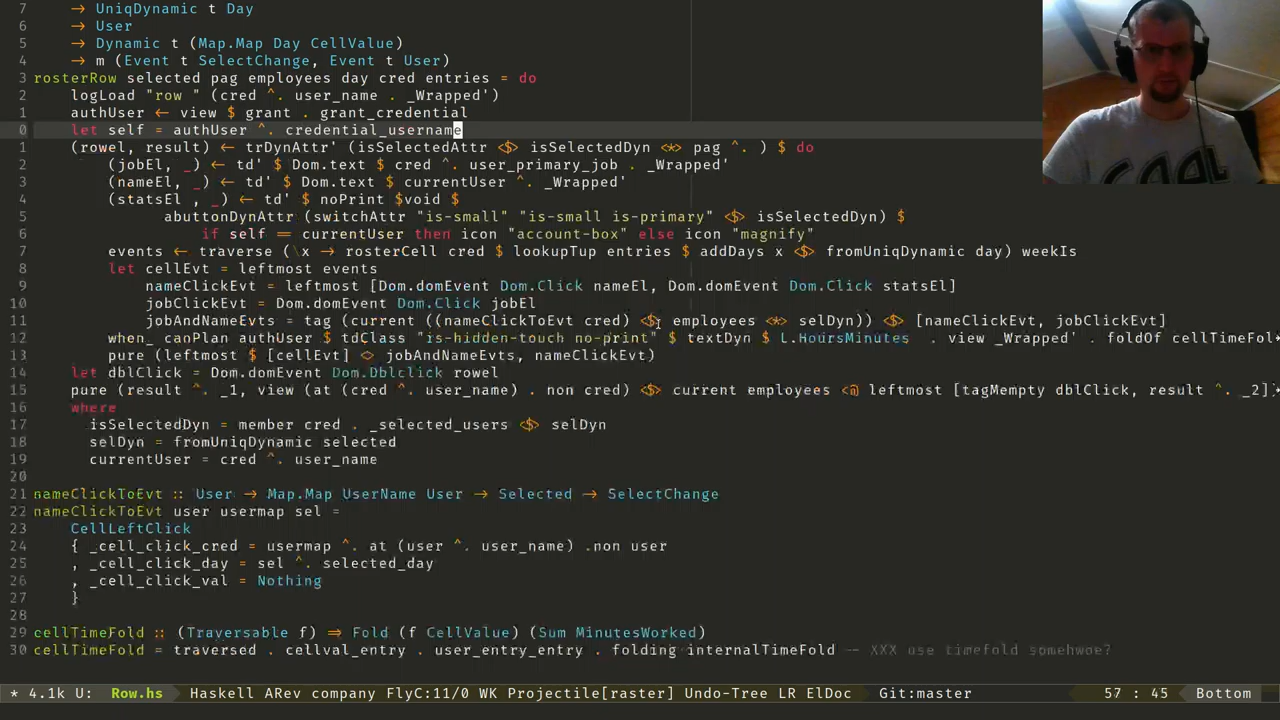 7 → UniqDynamic t Day
6 → User
5 → Dynamic t (Map.Map Day CellValue)
4 → m (Event t SelectChange, Event t User)
3 rosterRow selected pag employees day cred entries = do
2 logLoad "row " (cred ^. user_name . _Wrapped')
1 authUser ← view $ grant . grant_credential
0 let self = authUser ^. credential_username
1 (rowel, result) ← trDynAttr' (isSelectedAttr <$> isSelectedDyn <*> pag ^. ) $ do
2 (jobEl, _) ← td' $ Dom.text $ cred ^. user_primary_job . _Wrapped'
3 (nameEl, _) ← td' $ Dom.text $ currentUser ^. _Wrapped'
4 (statsEl , _) ← td' $ noPrint $void $
5 abuttonDynAttr (switchAttr "is-small" "is-small is-primary" <$> isSelectedDyn) $
6 if self == currentUser then icon "account-box" else icon "magnify"
7 events ← traverse (\x → rosterCell cred $ lookupTup entries $ addDays x <$> fromUniqDynamic day) weekIs
8 let cellEvt = leftmost events
9 nameClickEvt = leftmost [Dom.domEvent Dom.Click nameEl, Dom.domEvent Dom.Click statsEl]
10 jobClickEvt = Dom.domEvent Dom.Click jobEl
11 jobAndNameEvts = tag (current ((nameClickToEvt cred) <$> employees <*> selDyn)) <$> [nameClickEvt, jobClickEvt]
12 when_ canPlan authUser $ tdClass "is-hidden-touch no-print" $ textDyn $ L.HoursMinutes . view _Wrapped' . foldOf cellTimeFol→
13 pure (leftmost $ [cellEvt] <> jobAndNameEvts, nameClickEvt)
14 let dblClick = Dom.domEvent Dom.Dblclick rowel
15 pure (result ^. _1, view (at (cred ^. user_name) . non cred) <$> current employees <@ leftmost [tagMempty dblClick, result ^. _2])→
16 where
17 isSelectedDyn = member cred . _selected_users <$> selDyn
18 selDyn = fromUniqDynamic selected
19 currentUser = cred ^. user_name
20
21 nameClickToEvt :: User → Map.Map UserName User → Selected → SelectChange
22 nameClickToEvt user usermap sel =
23 CellLeftClick
24 { _cell_click_cred = usermap ^. at (user ^. user_name) .non user
25 , _cell_click_day = sel ^. selected_day
26 , _cell_click_val = Nothing
27 }
28
29 cellTimeFold :: (Traversable f) ⇒ Fold (f CellValue) (Sum MinutesWorked)
30 cellTimeFold = traversed . cellval_entry . user_entry_entry . folding internalTimeFold -- XXX use timefold somehwoe?
* 4.1k U: Row.hs Haskell ARev company FlyC:11/0 WK Projectile[raster] Undo-Tree LR ElDoc Git:master 57 : 45 Bottom